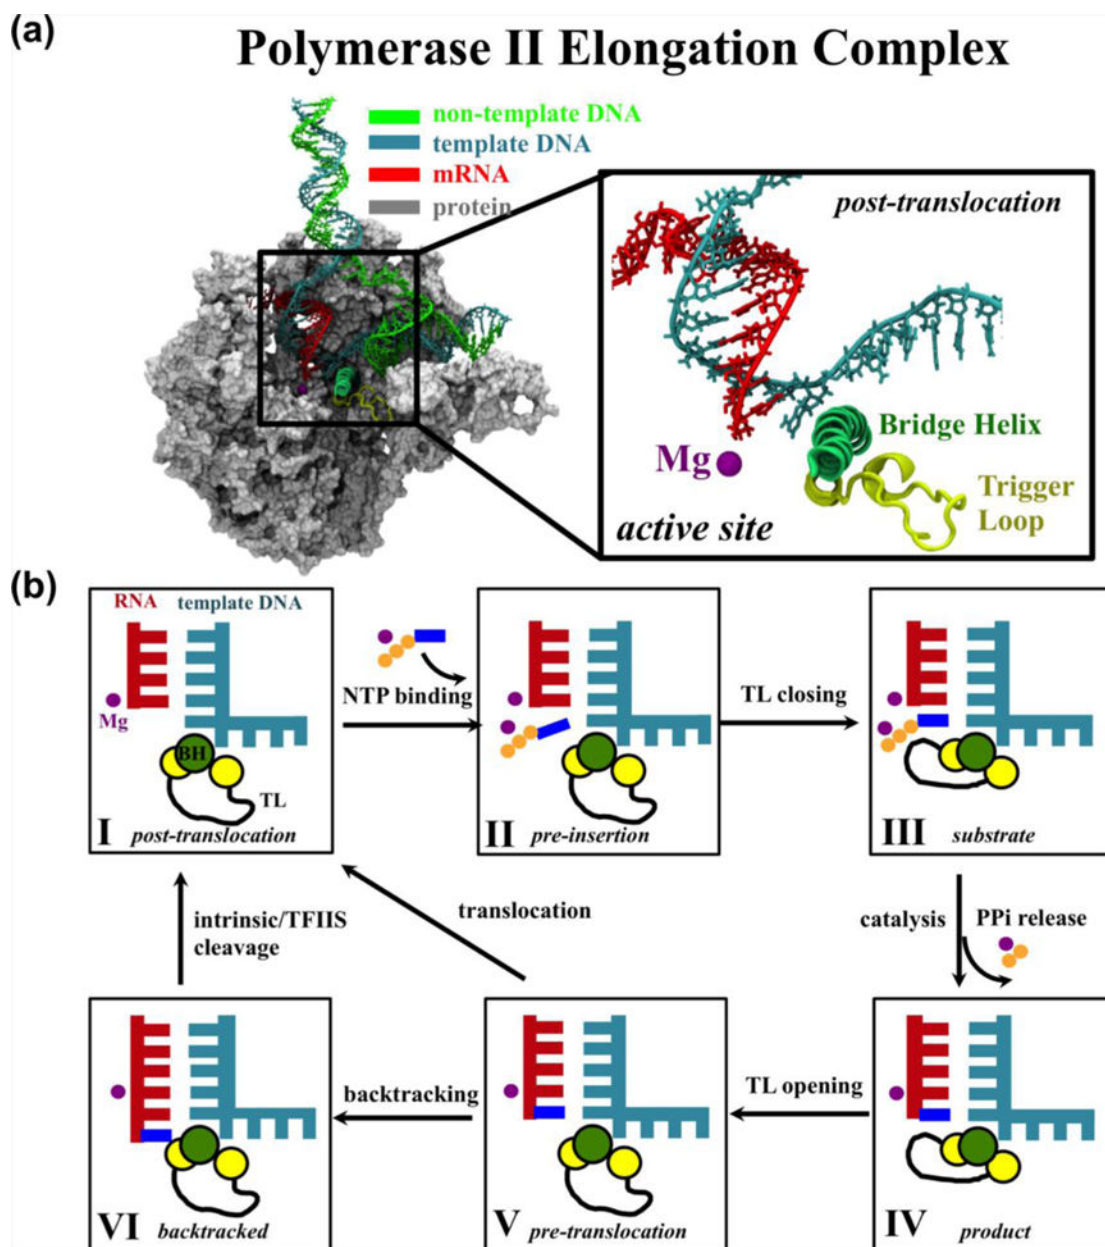 (a)
Polymerase II Elongation Complex
non-template DNA
template DNA
mRNA
protein
post-translocation
Bridge Helix
Mg
Trigger
Loop
active site
(b)
RNA template DNA
Mg
BH
TL
I post-translocation
NTP binding
II pre-insertion
TL closing
III substrate
intrinsic/TFIIS
cleavage
translocation
catalysis PPi release
VI backtracked
backtracking
V pre-translocation
TL opening
IV product